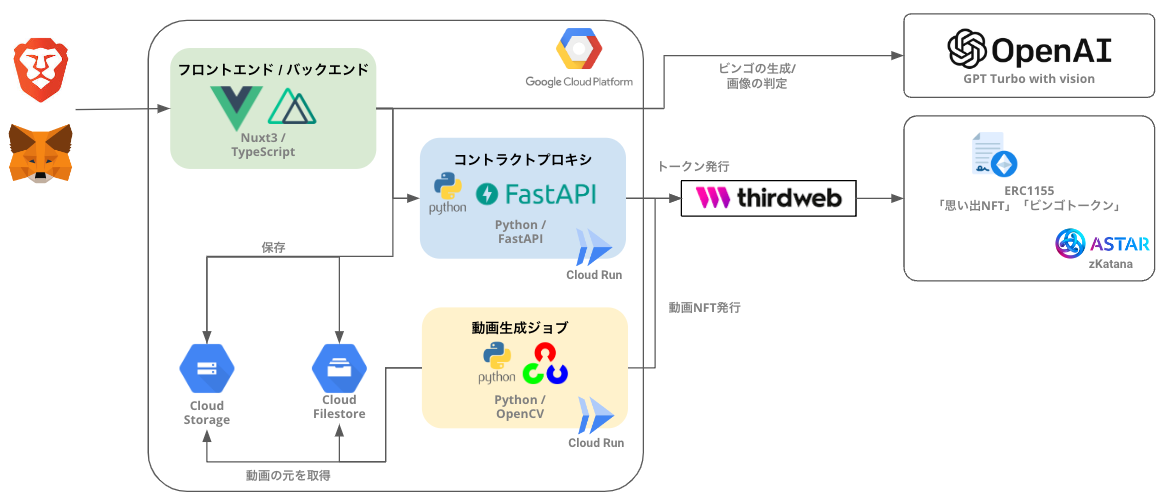 フロントエンド / バックエンド
Nuxt3 /
TypeScript
Google Cloud Platform
ビンゴの生成/
画像の判定
OpenAI
GPT Turbo with vision
コントラクトプロキシ
python
FastAPI
Python /
FastAPI
Cloud Run
トークン発行
thirdweb
ERC1155
「思い出NFT」「ビンゴトークン」
ASTAR
zKatana
保存
動画NFT発行
動画生成ジョブ
python
Python /
OpenCV
Cloud Run
Cloud
Storage
Cloud
Filestore
動画の元を取得